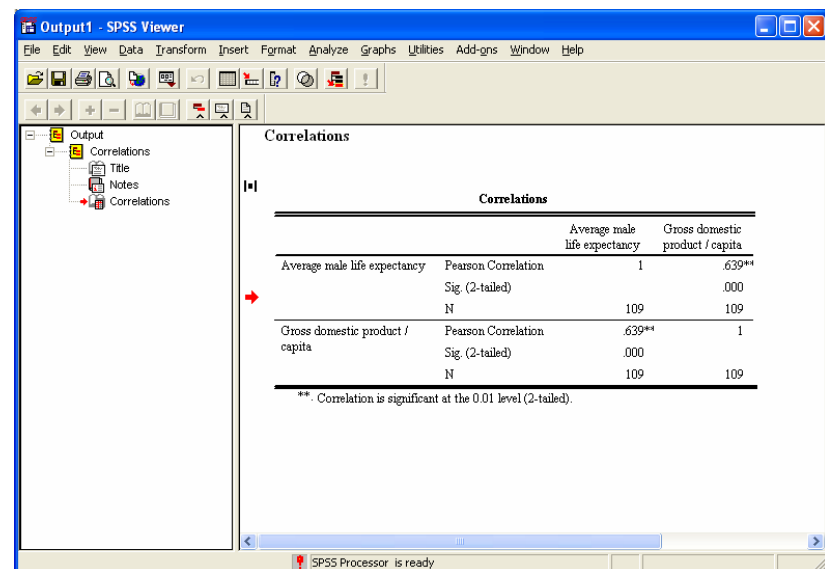 Output1 - SPSS Viewer
File Edit View Data Transform Insert Format Analyze Graphs Utilities Add-ons Window Help
Output
Correlations
Title
Notes
Correlations
Correlations
Correlations
Average male life expectancy
Gross domestic product / capita
Average male life expectancy Pearson Correlation 1 .639**
Sig. (2-tailed) .000
N 109 109
Gross domestic product / capita Pearson Correlation .639** 1
Sig. (2-tailed) .000
N 109 109
**. Correlation is significant at the 0.01 level (2-tailed).
SPSS Processor is ready